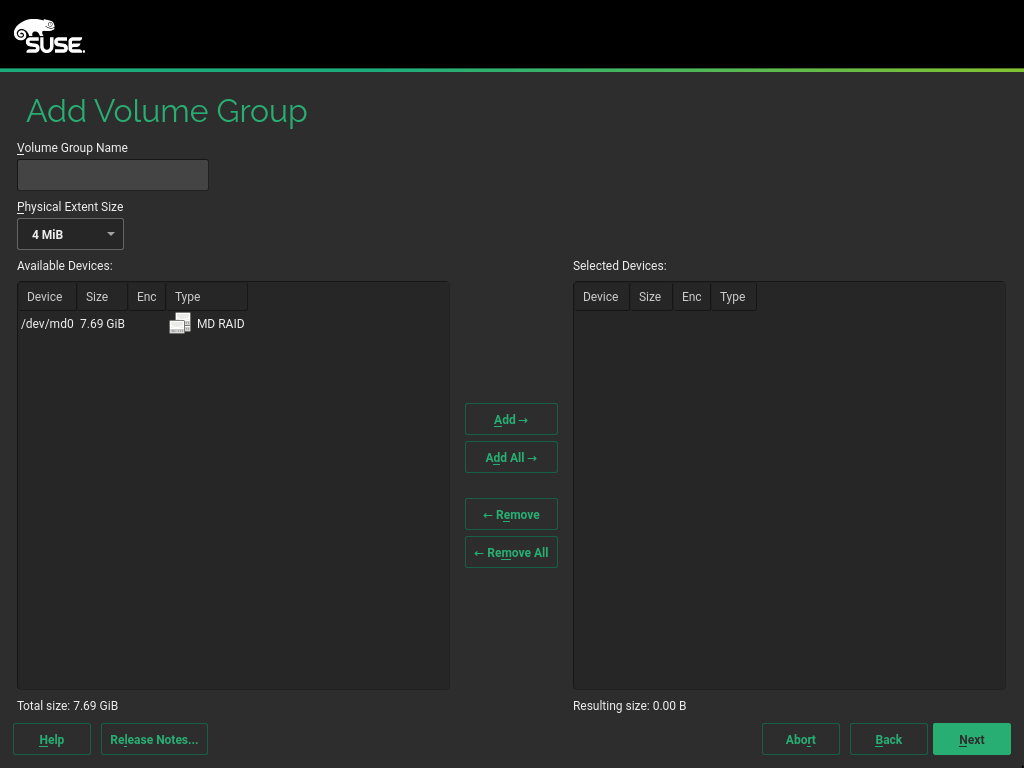 SUSE.
Add Volume Group
Volume Group Name
Physical Extent Size
4 MiB
Available Devices:
Device Size Enc Type
/dev/md0 7.69 GiB MD RAID
Total size: 7.69 GiB
Add →
Add All →
← Remove
← Remove All
Selected Devices:
Device Size Enc Type
Resulting size: 0.00 B
Help Release Notes... Abort Back Next